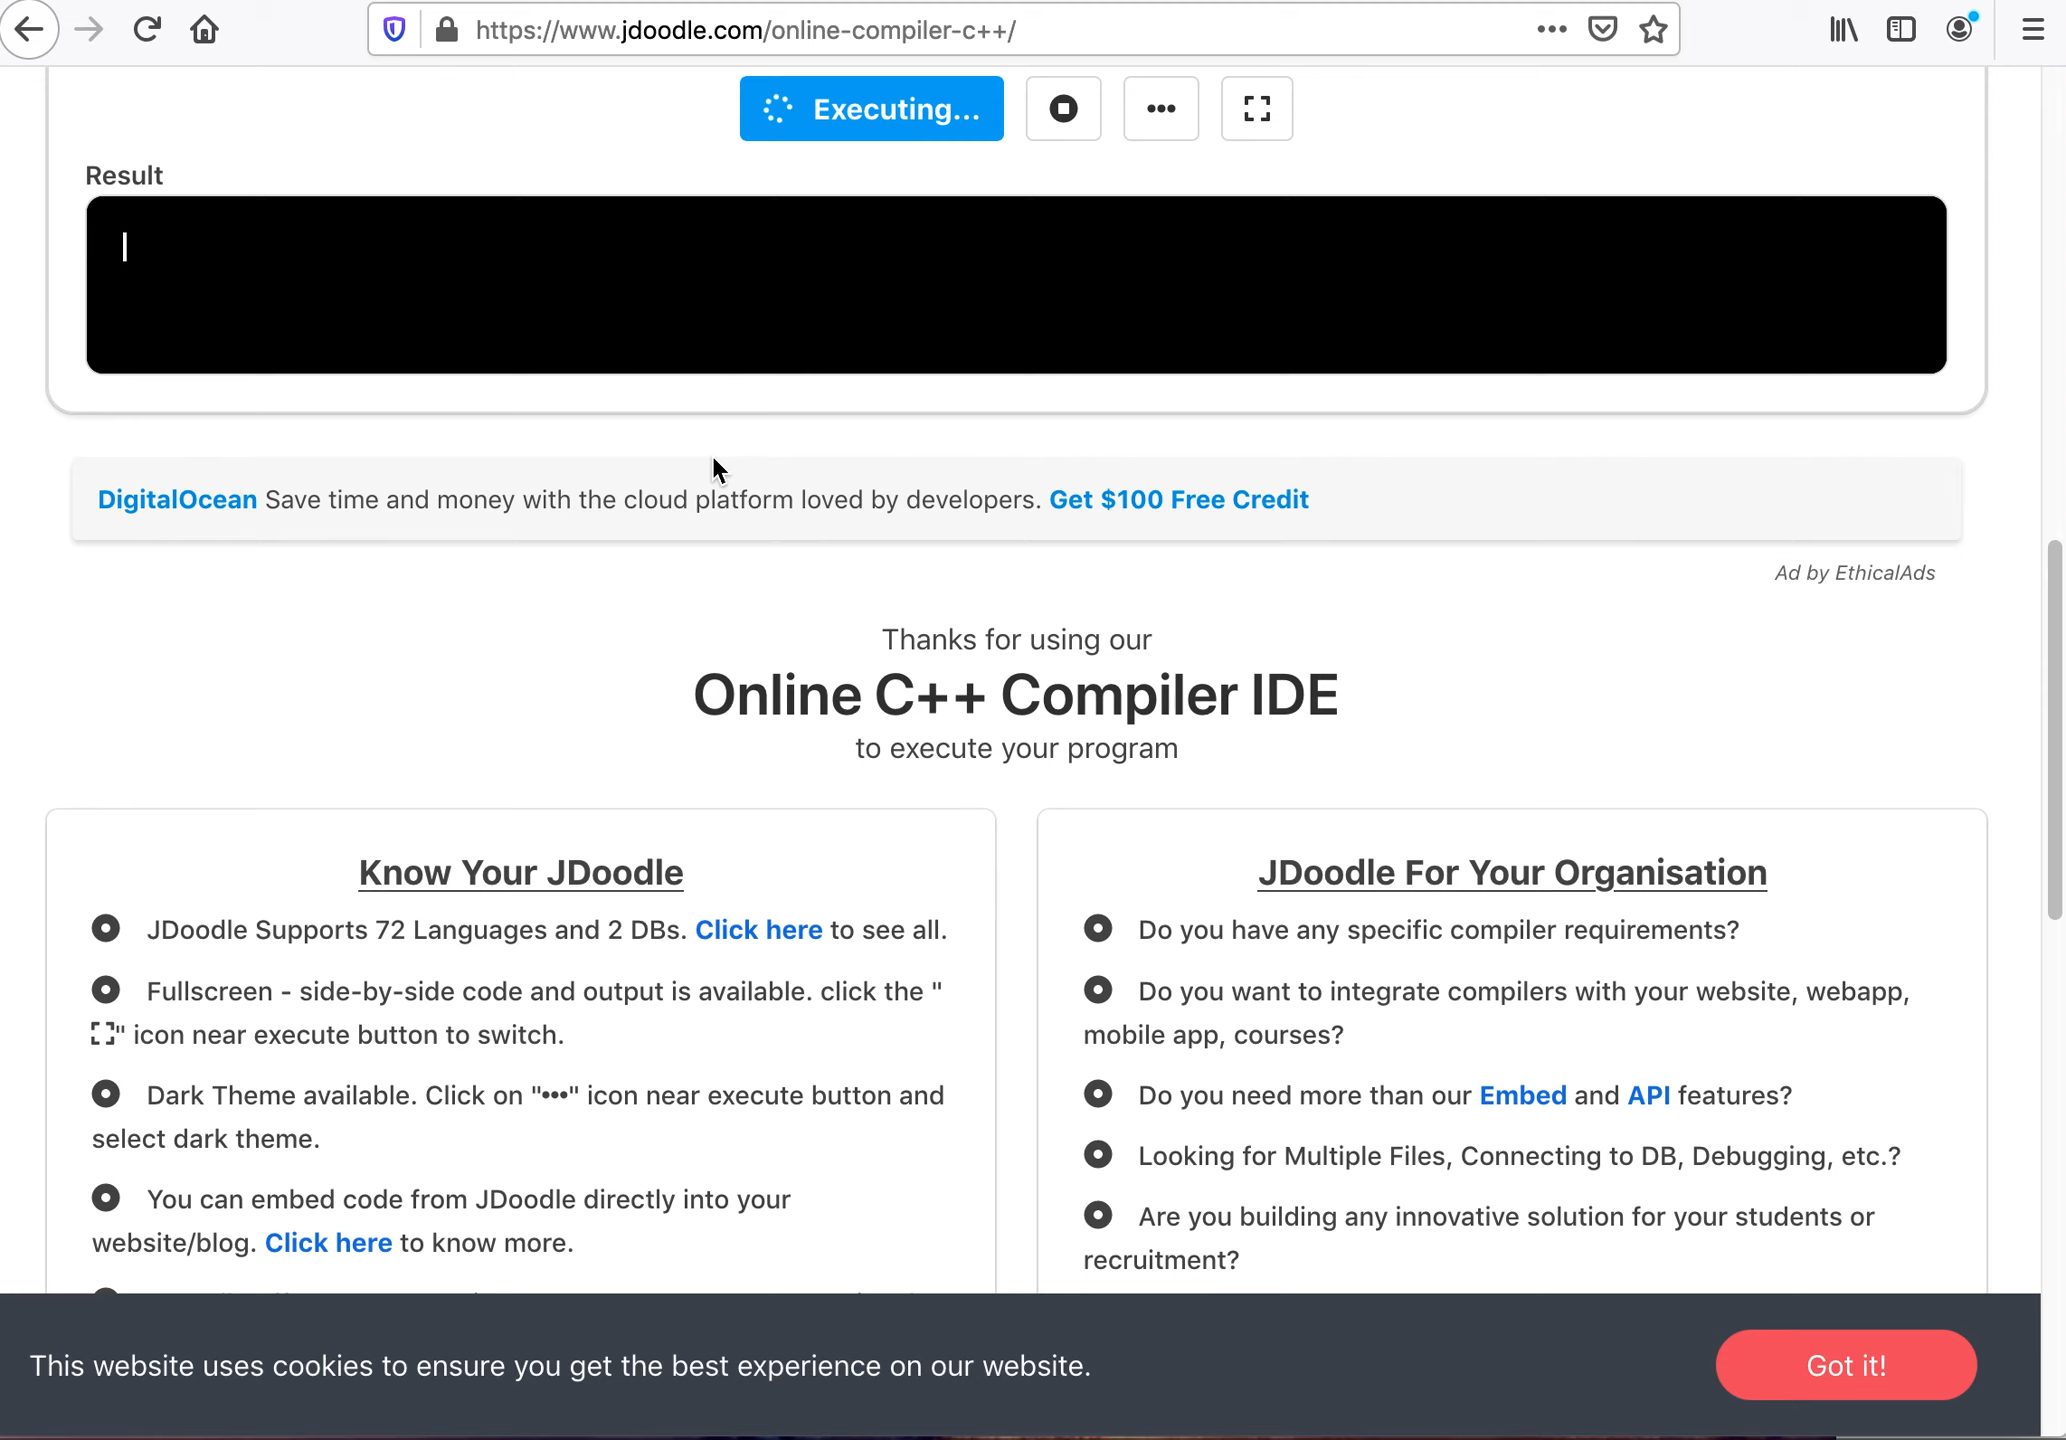 https://www.jdoodle.com/online-compiler-c++/
Executing...
Result
DigitalOcean Save time and money with the cloud platform loved by developers. Get $100 Free Credit
Ad by EthicalAds
Thanks for using our
Online C++ Compiler IDE
to execute your program
Know Your JDoodle
JDoodle Supports 72 Languages and 2 DBs. Click here to see all.
Fullscreen - side-by-side code and output is available. click the "
" icon near execute button to switch.
Dark Theme available. Click on "•••" icon near execute button and
select dark theme.
You can embed code from JDoodle directly into your
website/blog. Click here to know more.
JDoodle For Your Organisation
Do you have any specific compiler requirements?
Do you want to integrate compilers with your website, webapp,
mobile app, courses?
Do you need more than our Embed and API features?
Looking for Multiple Files, Connecting to DB, Debugging, etc.?
Are you building any innovative solution for your students or
recruitment?
This website uses cookies to ensure you get the best experience on our website.
Got it!